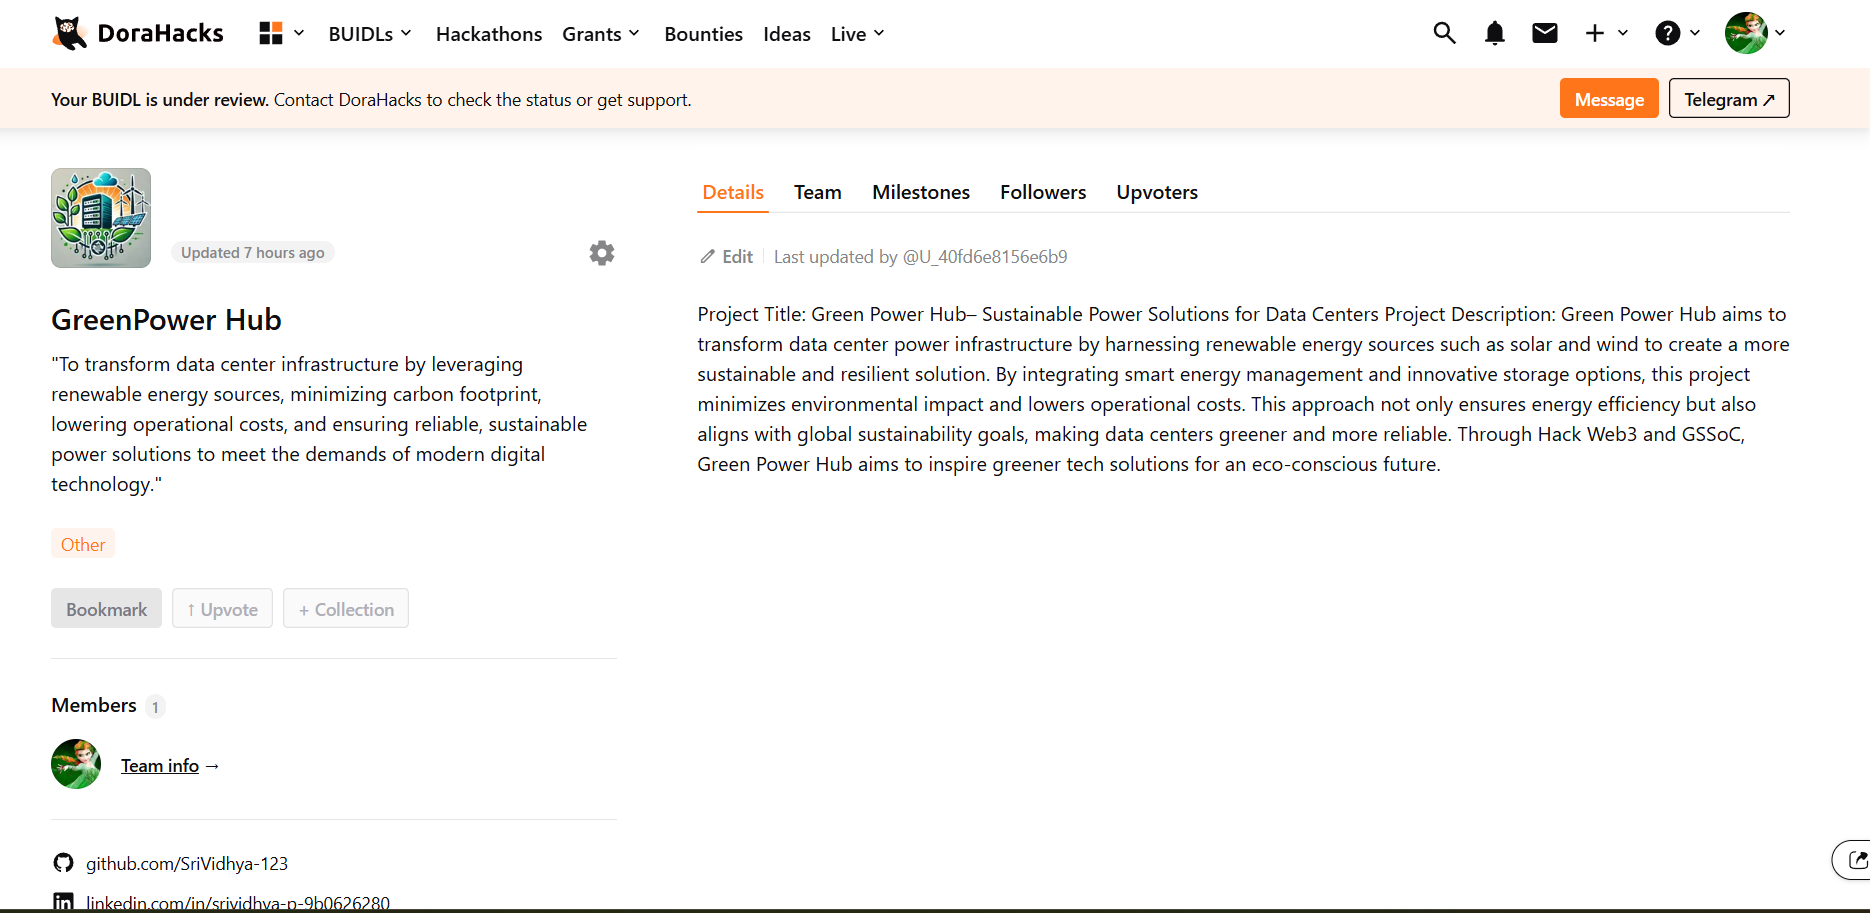 DoraHacks
BUIDLs
Hackathons
Grants
Bounties
Ideas
Live
Your BUIDL is under review. Contact DoraHacks to check the status or get support.
Message
Telegram ↗
Updated 7 hours ago
GreenPower Hub
"To transform data center infrastructure by leveraging
renewable energy sources, minimizing carbon footprint,
lowering operational costs, and ensuring reliable, sustainable
power solutions to meet the demands of modern digital
technology."
Other
Bookmark
↑ Upvote
+ Collection
Members 1
Team info →
github.com/SriVidhya-123
linkedin.com/in/srividhya-p-9b0626280
Details
Team
Milestones
Followers
Upvoters
Edit
Last updated by @U_40fd6e8156e6b9
Project Title: Green Power Hub– Sustainable Power Solutions for Data Centers Project Description: Green Power Hub aims to
transform data center power infrastructure by harnessing renewable energy sources such as solar and wind to create a more
sustainable and resilient solution. By integrating smart energy management and innovative storage options, this project
minimizes environmental impact and lowers operational costs. This approach not only ensures energy efficiency but also
aligns with global sustainability goals, making data centers greener and more reliable. Through Hack Web3 and GSSoC,
Green Power Hub aims to inspire greener tech solutions for an eco-conscious future.